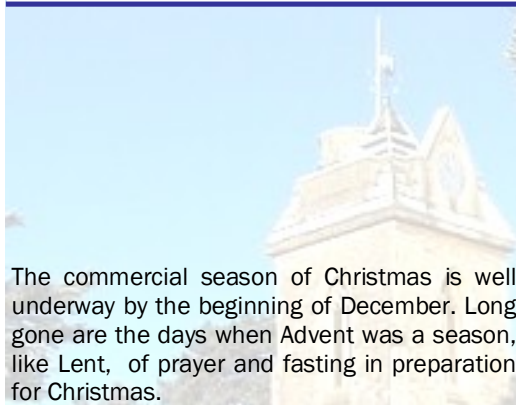 The commercial season of Christmas is well
underway by the beginning of December. Long
gone are the days when Advent was a season,
like Lent, of prayer and fasting in preparation
for Christmas.